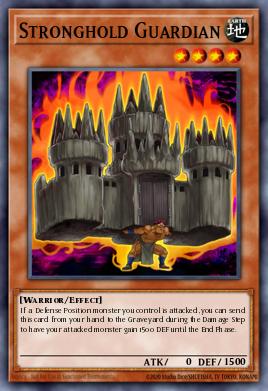 STRONGHOLD GUARDIAN
EARTH
地
[WARRIOR/EFFECT]
If a Defense Position monster you control is attacked, you can send
this card from your hand to the Graveyard during the Damage Step
to have your attacked monster gain 1500 DEF until the End Phase.
ATK/ 0 DEF/ 1500
©2020 Studio Dice/SHUEISHA, TV TOKYO, KONAMI